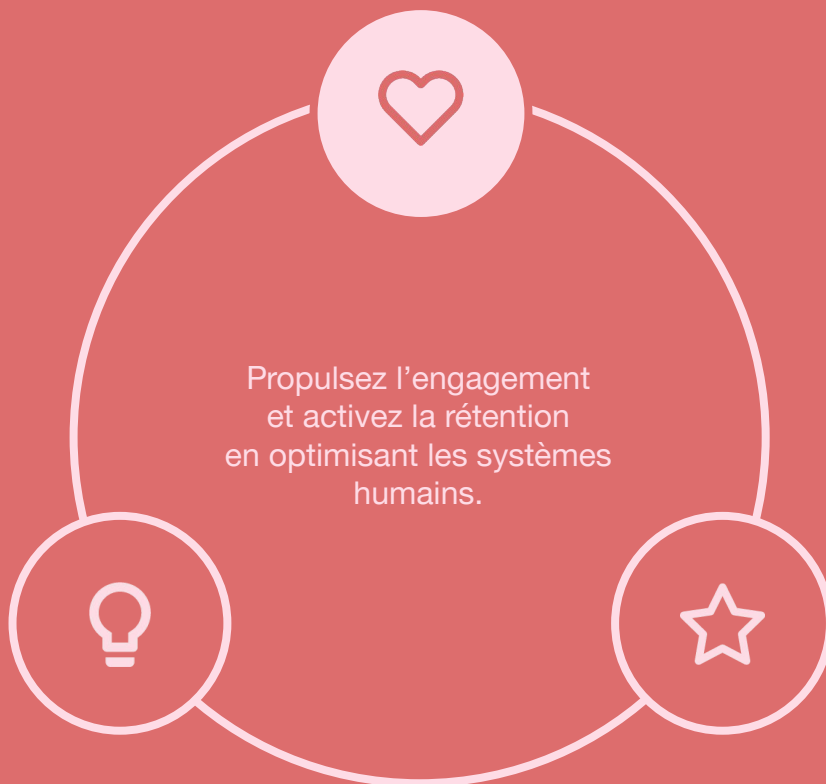 Propulsez l’engagement
et activez la rétention
en optimisant les systèmes
humains.